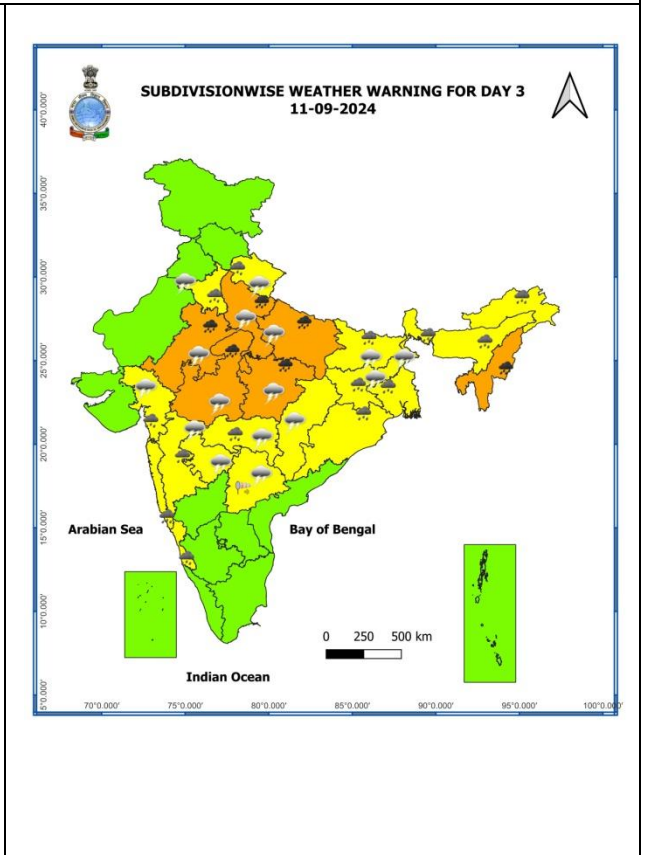 SUBDIVISIONWISE WEATHER WARNING FOR DAY 3
11-09-2024
40°0.000'
35°0.000'
30°0.000'
25°0.000'
20°0.000'
15°0.000'
10°0.000'
5°0.000'
Arabian Sea
Bay of Bengal
0 250 500 km
Indian Ocean
70°0.000' 75°0.000' 80°0.000' 85°0.000' 90°0.000' 95°0.000' 100°0.000'